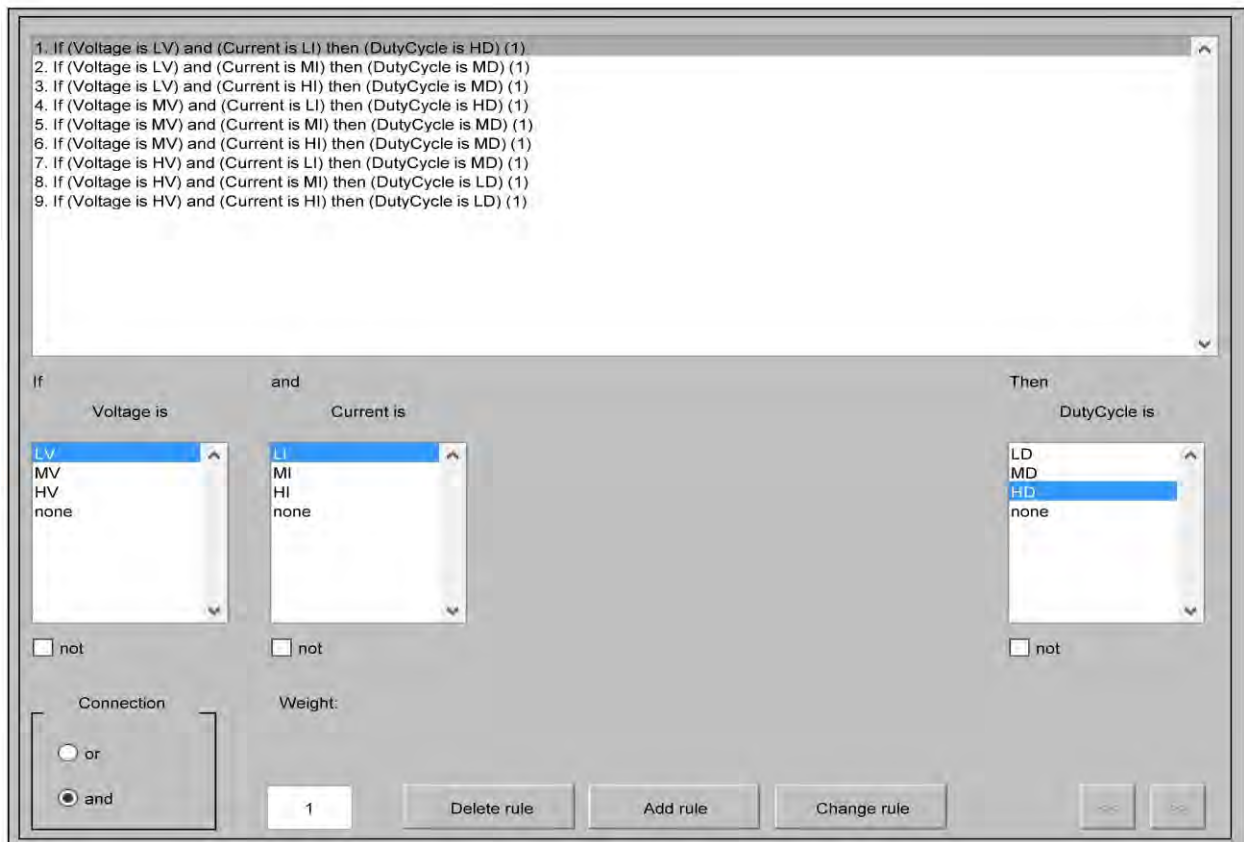 1. If (Voltage is LV) and (Current is LI) then (DutyCycle is HD) (1)
2. If (Voltage is LV) and (Current is MI) then (DutyCycle is MD) (1)
3. If (Voltage is LV) and (Current is HI) then (DutyCycle is MD) (1)
4. If (Voltage is MV) and (Current is LI) then (DutyCycle is HD) (1)
5. If (Voltage is MV) and (Current is MI) then (DutyCycle is MD) (1)
6. If (Voltage is MV) and (Current is HI) then (DutyCycle is MD) (1)
7. If (Voltage is HV) and (Current is LI) then (DutyCycle is MD) (1)
8. If (Voltage is HV) and (Current is MI) then (DutyCycle is LD) (1)
9. If (Voltage is HV) and (Current is HI) then (DutyCycle is LD) (1)
If
Voltage is
LV
MV
HV
none
not
and
Current is
LI
MI
HI
none
not
Then
DutyCycle is
LD
MD
HD
none
not
Connection
or
and
Weight:
1
Delete rule
Add rule
Change rule
<<
>>